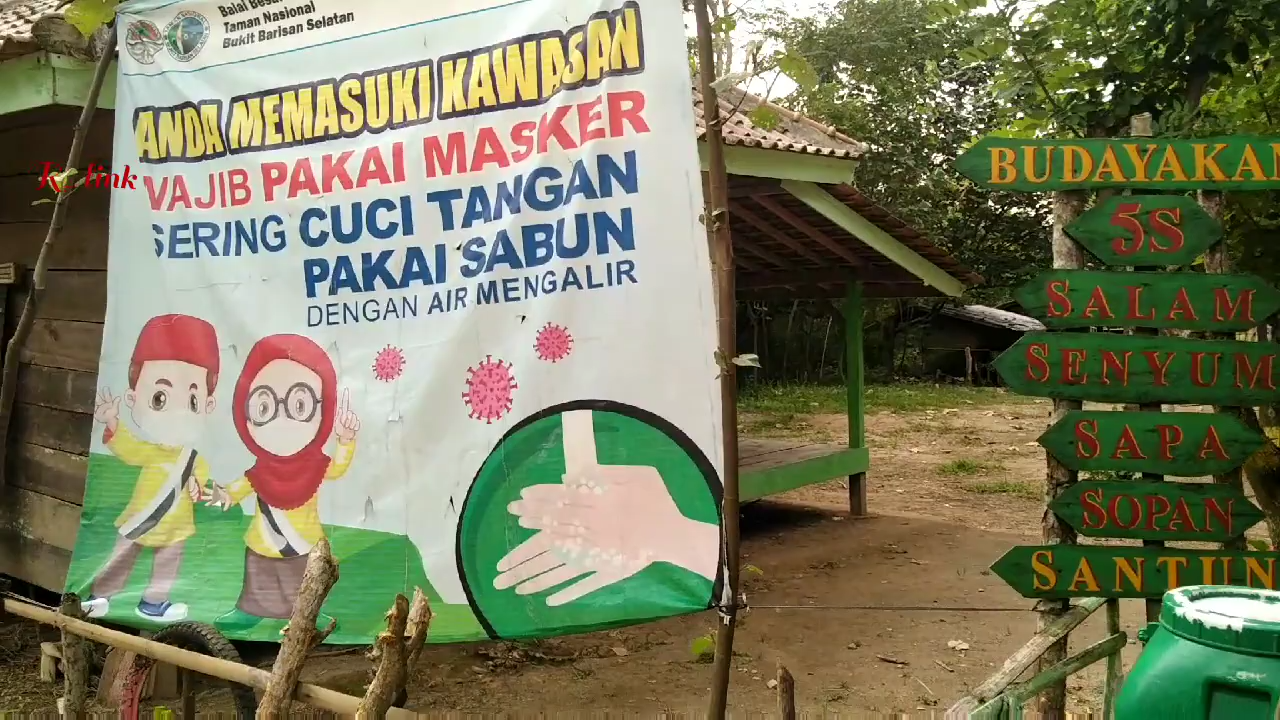 Balai Besar
Taman Nasional
Bukit Barisan Selatan
ANDA MEMASUKI KAWASAN
WAJIB PAKAI MASKER
SERING CUCI TANGAN
PAKAI SABUN
DENGAN AIR MENGALIR
BUDAYAKAN
5S
SALAM
SENYUM
SAPA
SOPAN
SANTUN